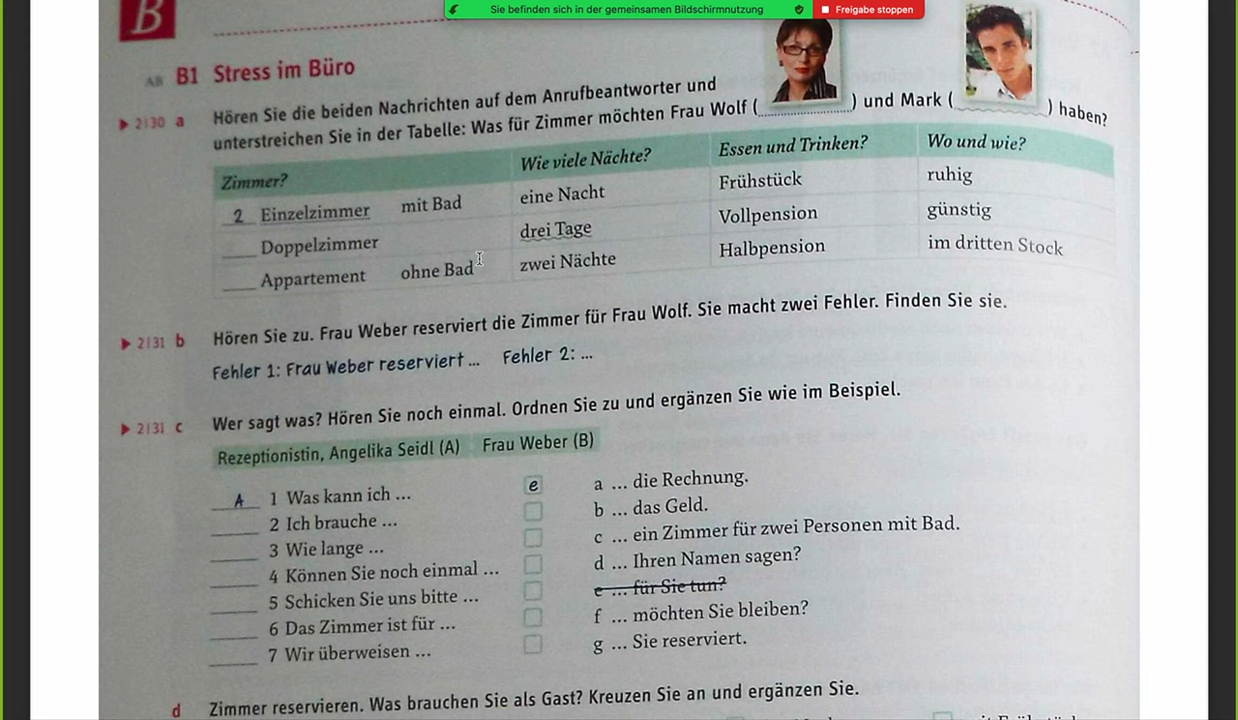 Sie befinden sich in der gemeinsamen Bildschirmnutzung Freigabe stoppen
B
AB B1 Stress im Büro
2|30 a Hören Sie die beiden Nachrichten auf dem Anrufbeantworter und
unterstreichen Sie in der Tabelle: Was für Zimmer möchten Frau Wolf ( ) und Mark ( ) haben?
Zimmer? Wie viele Nächte? Essen und Trinken? Wo und wie?
2 Einzelzimmer mit Bad eine Nacht Frühstück ruhig
Doppelzimmer drei Tage Vollpension günstig
Appartement ohne Bad zwei Nächte Halbpension im dritten Stock
2|31 b Hören Sie zu. Frau Weber reserviert die Zimmer für Frau Wolf. Sie macht zwei Fehler. Finden Sie sie.
Fehler 1: Frau Weber reserviert ... Fehler 2: ...
2|31 c Wer sagt was? Hören Sie noch einmal. Ordnen Sie zu und ergänzen Sie wie im Beispiel.
Rezeptionistin, Angelika Seidl (A) Frau Weber (B)
A 1 Was kann ich ... e a ... die Rechnung.
2 Ich brauche ... b ... das Geld.
3 Wie lange ... c ... ein Zimmer für zwei Personen mit Bad.
4 Können Sie noch einmal ... d ... Ihren Namen sagen?
5 Schicken Sie uns bitte ... e ... für Sie tun?
6 Das Zimmer ist für ... f ... möchten Sie bleiben?
7 Wir überweisen ... g ... Sie reserviert.
d Zimmer reservieren. Was brauchen Sie als Gast? Kreuzen Sie an und ergänzen Sie.